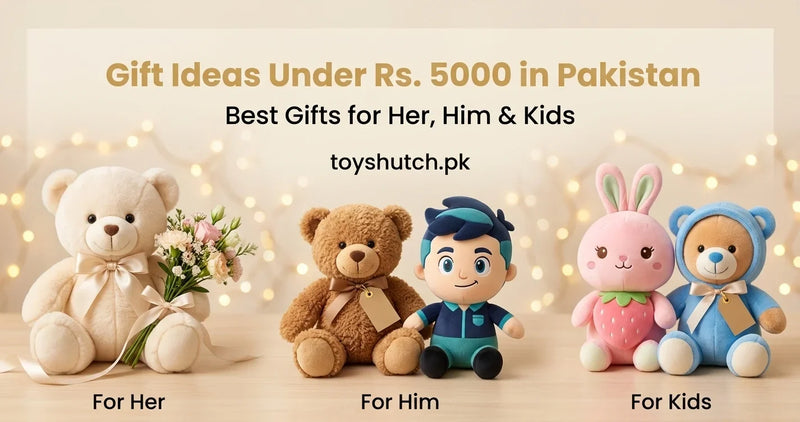 Gift Ideas Under Rs. 5000 in Pakistan
Best Gifts for Her, Him & Kids
toyshutch.pk
For Her
For Him
For Kids